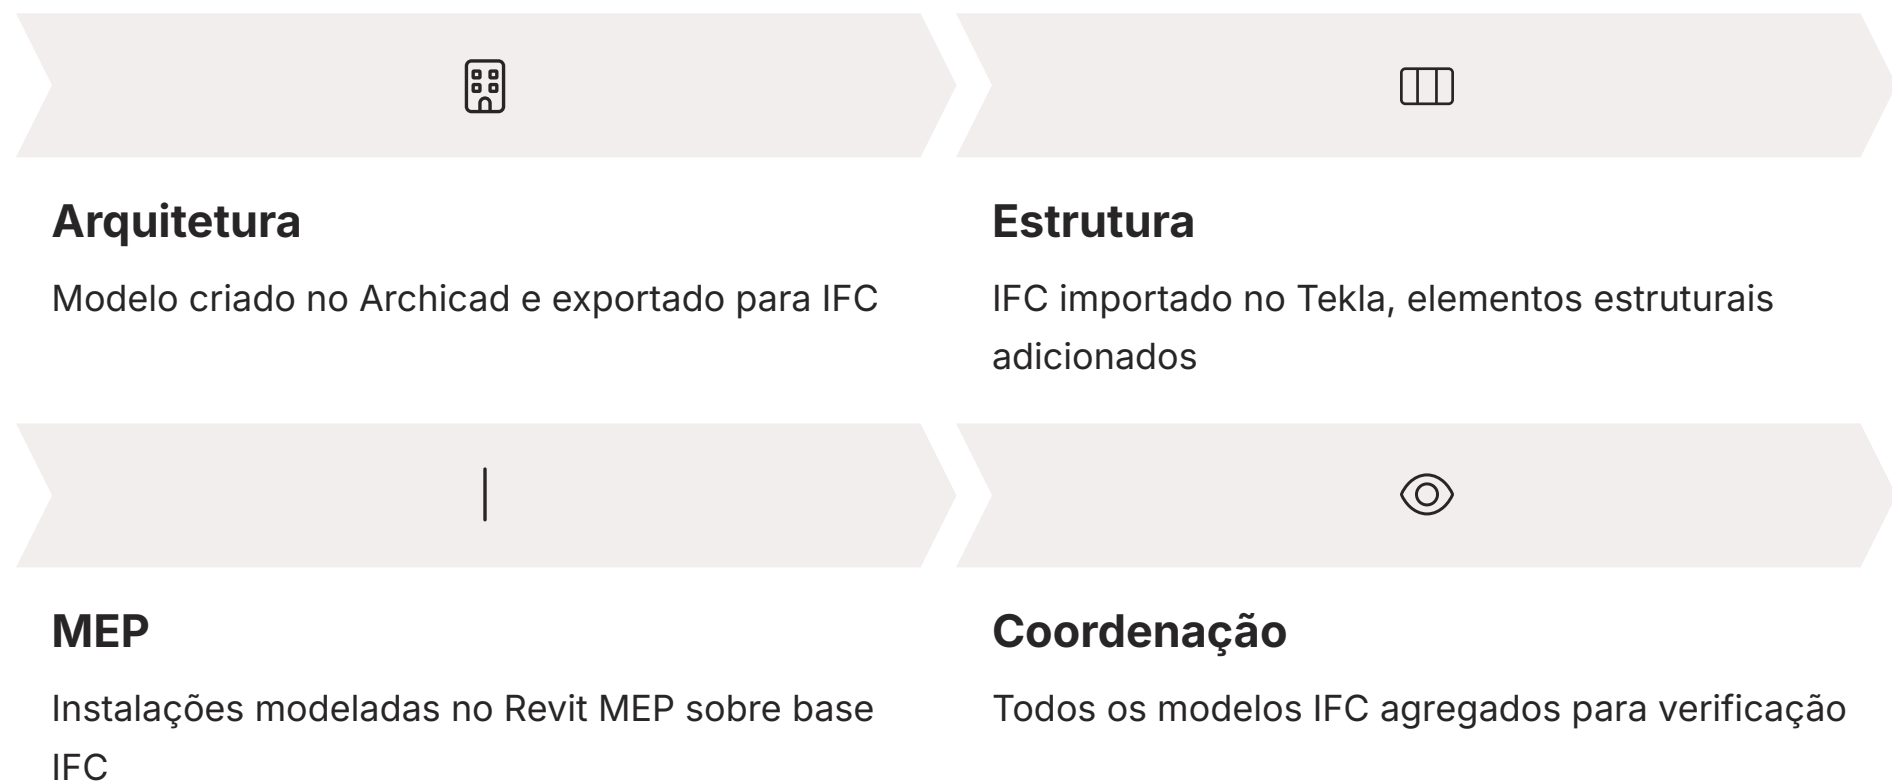 Arquitetura
Modelo criado no Archicad e exportado para IFC
Estrutura
IFC importado no Tekla, elementos estruturais
adicionados
MEP
Instalações modeladas no Revit MEP sobre base
IFC
Coordenação
Todos os modelos IFC agregados para verificação